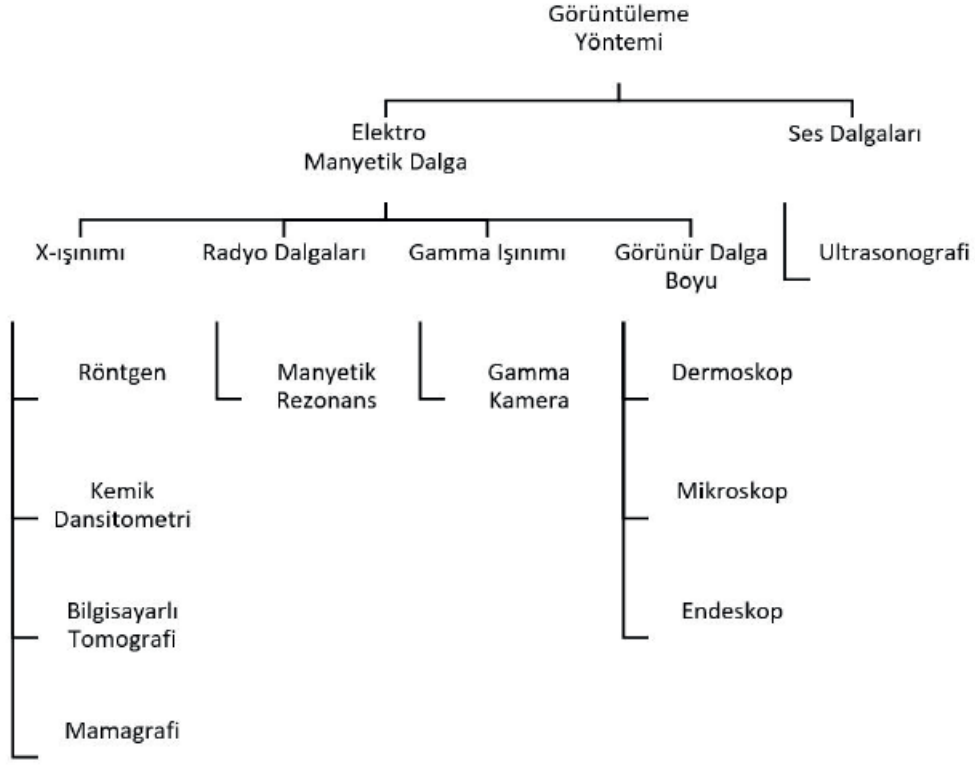 Görüntüleme
Yöntemi
Elektro
Manyetik Dalga
Ses Dalgaları
X-ışınımı
Radyo Dalgaları
Gamma Işınımı
Görünür Dalga
Boyu
Ultrasonografi
Röntgen
Manyetik
Rezonans
Gamma
Kamera
Dermoskop
Kemik
Dansitometri
Mikroskop
Bilgisayarlı
Tomografi
Endeskop
Mamagrafi